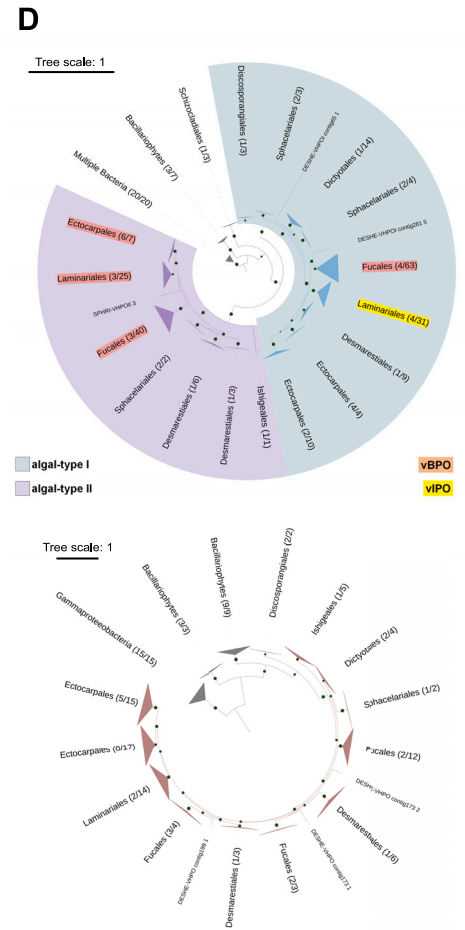 D
Tree scale: 1
Discosporangiales (1/3)
Sphacelariales (2/3)
DESHE-VHPOI contig65 1
Dictyotales (1/14)
Sphacelariales (2/4)
DESHE-VHPOI contig281 5
Fucales (4/63)
Laminariales (4/31)
Desmarestiales (1/9)
Ectocarpales (4/4)
Ectocarpales (2/10)
Ishigeales (1/1)
Desmarestiales (1/3)
Desmarestiales (1/6)
Sphacelariales (2/2)
Fucales (3/40)
SPHRI-VHPOII 3
Laminariales (3/25)
Ectocarpales (6/7)
Multiple Bacteria (20/20)
Bacillariophytes (3/7)
Schizocladiales (1/3)
algal-type I
algal-type II
vBPO
vIPO
Tree scale: 1
Bacillariophytes (9/9)
Discosporangiales (2/2)
Ishigeales (1/5)
Dictyotales (2/4)
Sphacelariales (1/2)
Fucales (2/12)
DESHE-VHPO contig173 2
Desmarestiales (1/6)
DESHE-VHPO contig173 1
Fucales (2/3)
Desmarestiales (1/3)
DESHE-VHPO contig199 1
Fucales (3/4)
Laminariales (2/14)
Ectocarpales
Ectocarpales (5/15)
Gammaproteeobacteria (15/15)
Bacillariophytes (3/3)